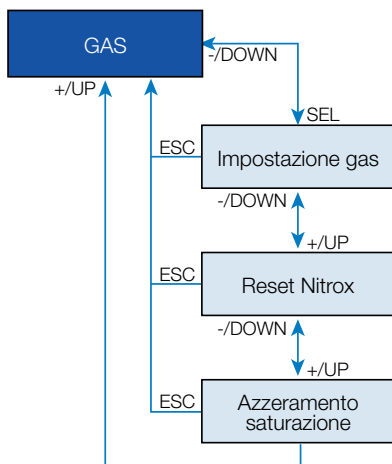 GAS
-/DOWN
+/UP
SEL
ESC
Impostazione gas
-/DOWN
+/UP
ESC
Reset Nitrox
-/DOWN
+/UP
ESC
Azzeramento
saturazione